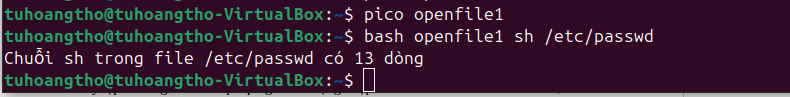 tuhoangtho@tuhoangtho-VirtualBox:~$ pico openfile1
tuhoangtho@tuhoangtho-VirtualBox:~$ bash openfile1 sh /etc/passwd
Chuỗi sh trong file /etc/passwd có 13 dòng
tuhoangtho@tuhoangtho-VirtualBox:~$